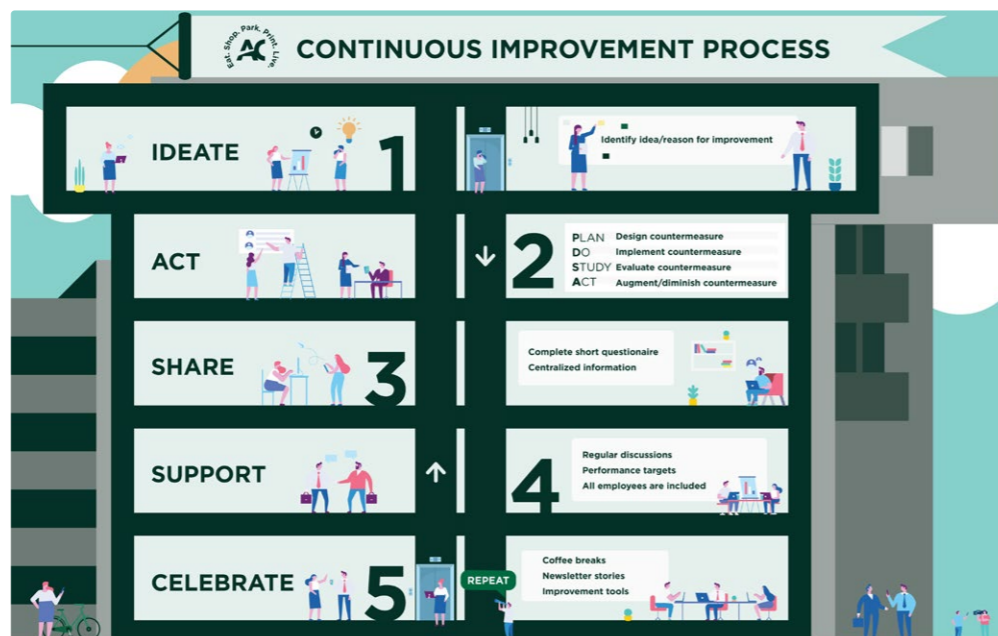 Eat. Shop. Park. Print. Live.
AC
CONTINUOUS IMPROVEMENT PROCESS
IDEATE
1
Identify idea/reason for improvement
ACT
2
PLAN Design countermeasure
DO Implement countermeasure
STUDY Evaluate countermeasure
ACT Augment/diminish countermeasure
SHARE
3
Complete short questionaire
Centralized information
SUPPORT
4
Regular discussions
Performance targets
All employees are included
CELEBRATE
5
REPEAT
Coffee breaks
Newsletter stories
Improvement tools